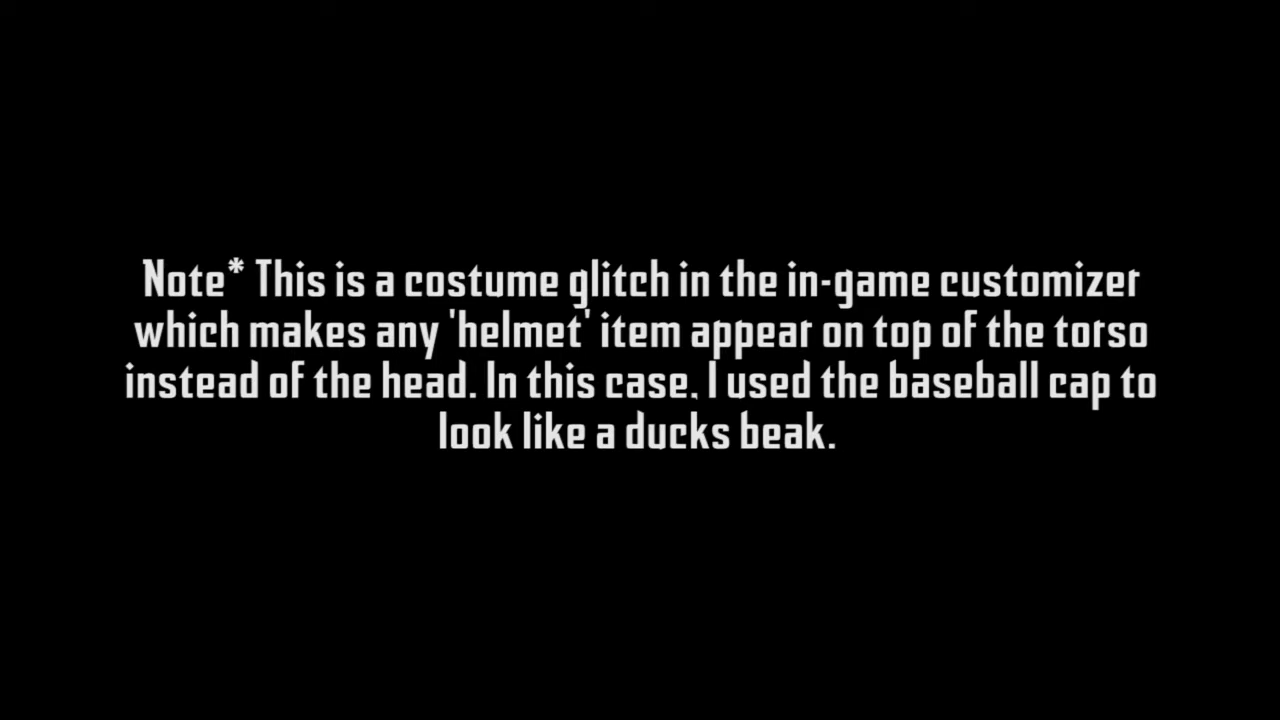 Note* This is a costume glitch in the in-game customizer
which makes any 'helmet' item appear on top of the torso
instead of the head. In this case, I used the baseball cap to
look like a ducks beak.